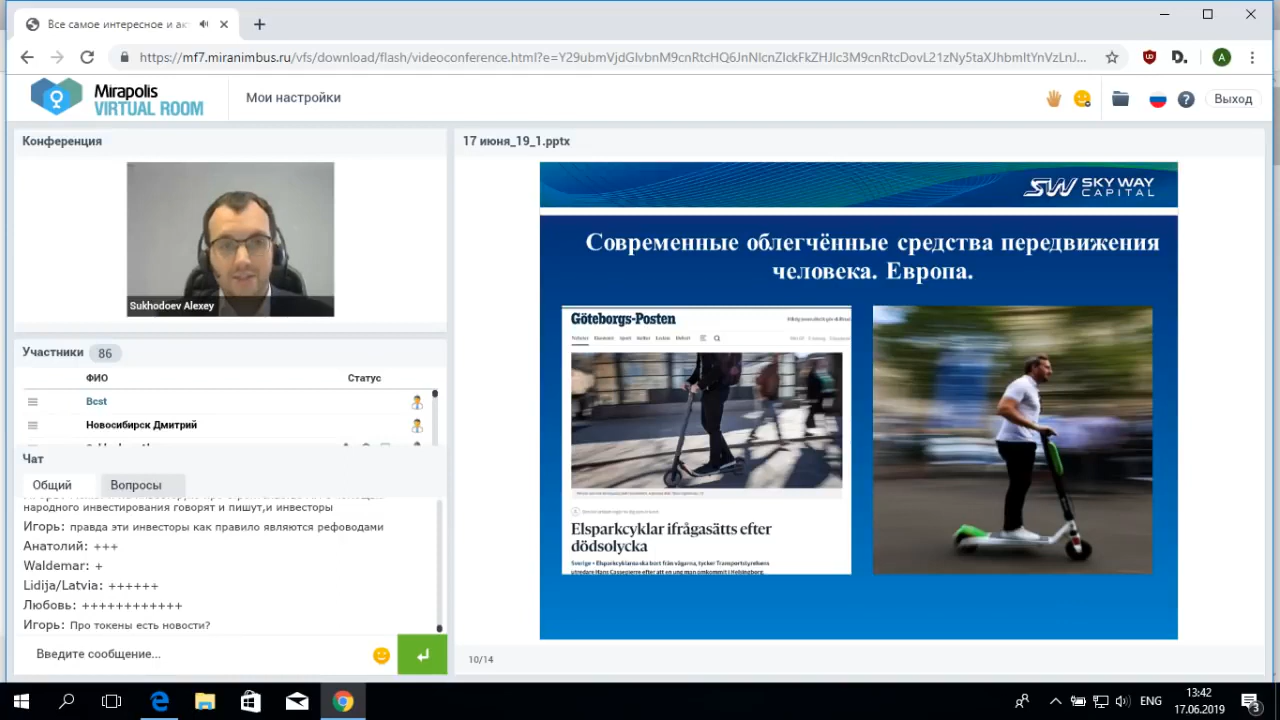 Все самое интересное и ак
https://mf7.miranimbus.ru/vfs/download/flash/videoconference.html?e=Y29ubmVjdGlvbnM9cnRtcHQ6JnNlcnZlckFkZHJlc3M9cnRtcDovL21zNy5taXJhbmltYnVzLnJ...
Mirapolis
VIRTUAL ROOM
Мои настройки
Выход
Конференция
Sukhodoev Alexey
Участники 86
ФИО Статус
Bcst
Новосибирск Дмитрий
Чат
Общий Вопросы
народного инвестирования говорят и пишут,и инвесторы
Игорь: правда эти инвесторы как правило являются рефоводами
Анатолий: +++
Waldemar: +
Lidija/Latvia: ++++++
Любовь: ++++++++++++
Игорь: Про токены есть новости?
Введите сообщение...
17 июня_19_1.pptx
SW SKY WAY
CAPITAL
Современные облегчённые средства передвижения
человека. Европа.
Göteborgs-Posten
Elsparkcyklar ifrågasätts efter
dödsolycka
10/14
ENG
13:42
17.06.2019
3